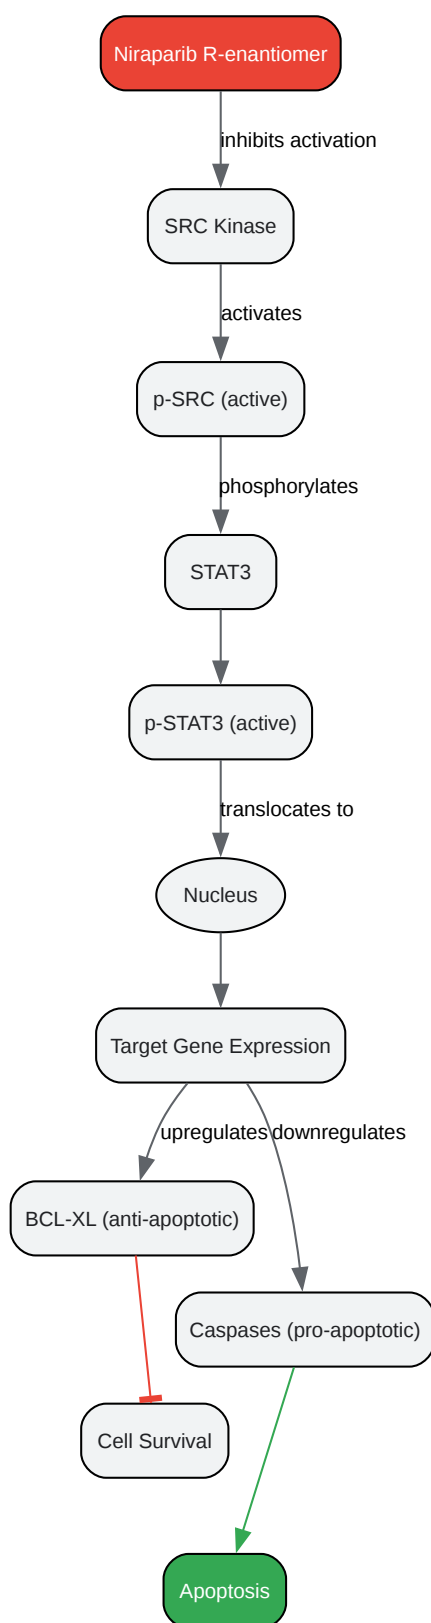 Niraparib R-enantiomer
inhibits activation
SRC Kinase
activates
p-SRC (active)
phosphorylates
STAT3
p-STAT3 (active)
translocates to
Nucleus
Target Gene Expression
upregulates
downregulates
BCL-XL (anti-apoptotic)
Caspases (pro-apoptotic)
Cell Survival
Apoptosis